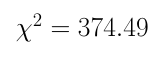 χ² = 374.49